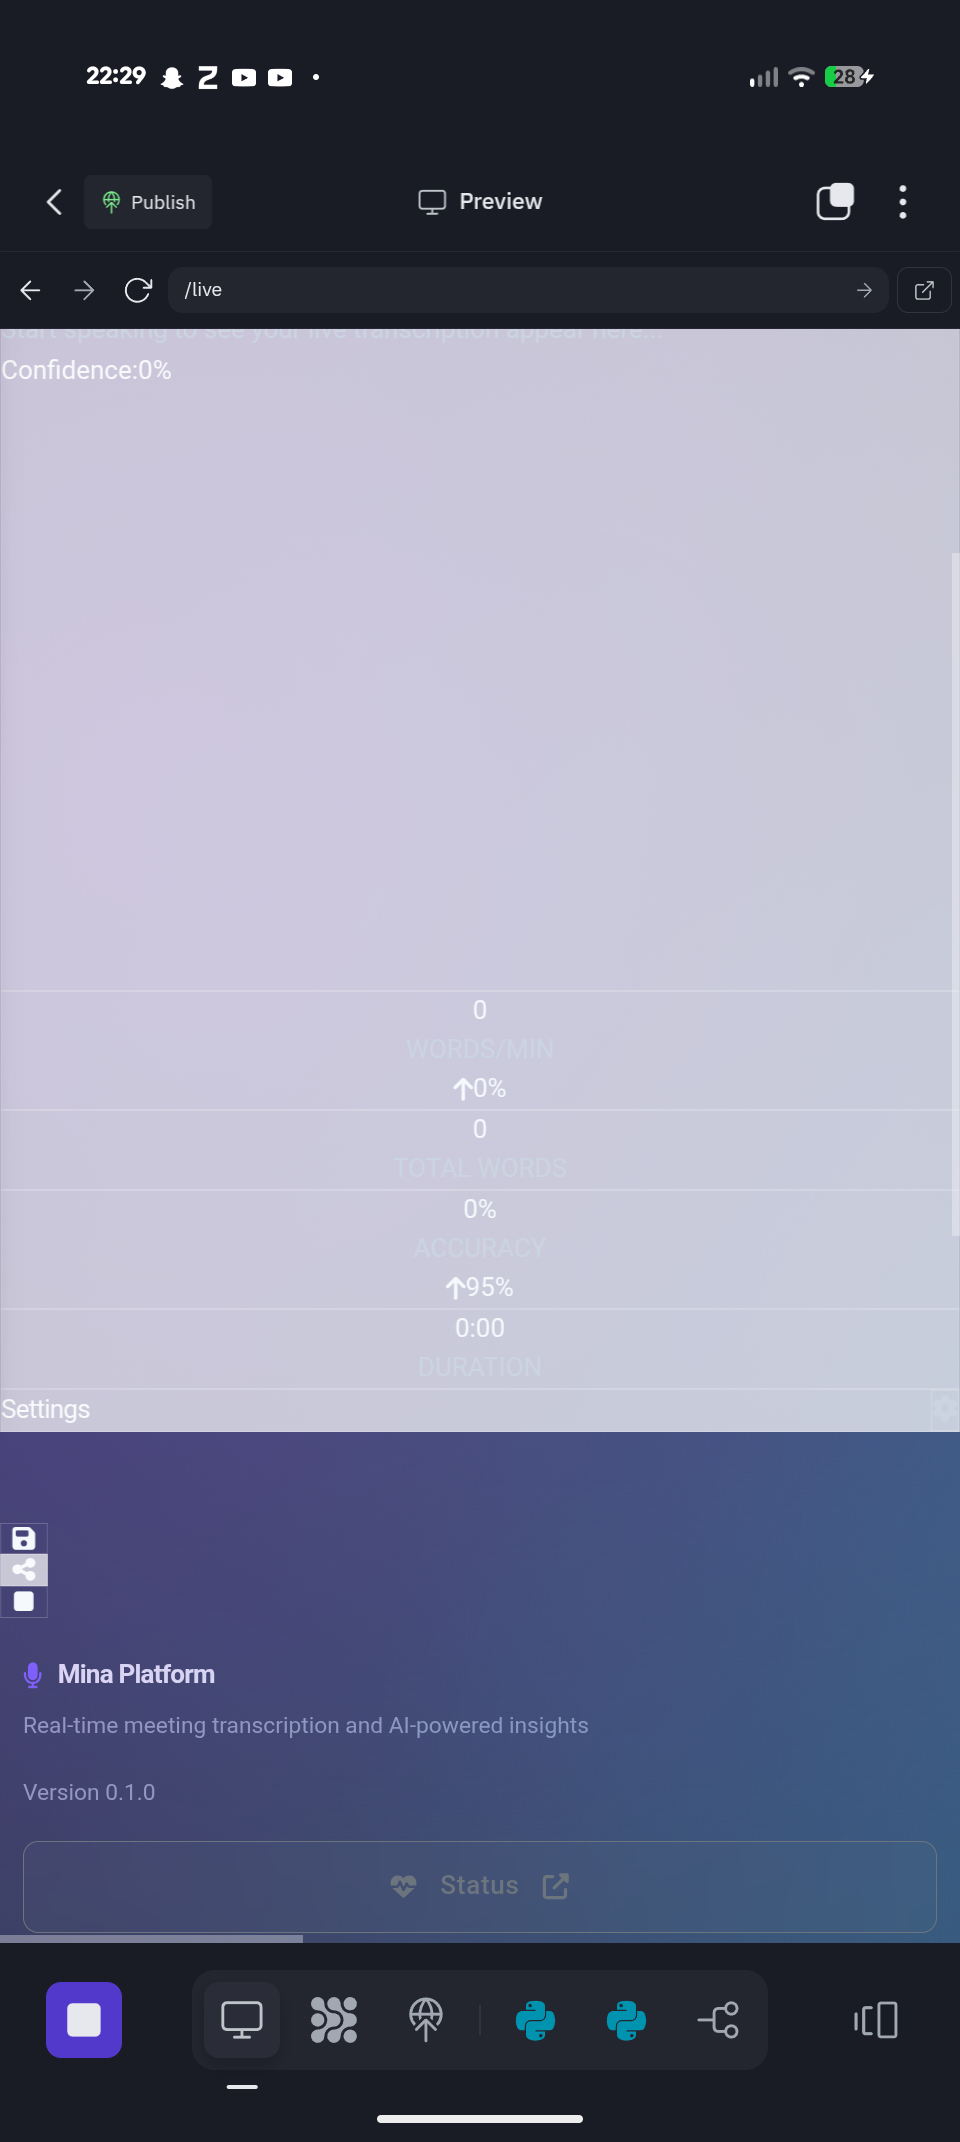 22:29
28
Publish
Preview
/live
Start speaking to see your live transcription appear here...
Confidence:0%
0
WORDS/MIN
↑0%
0
TOTAL WORDS
0%
ACCURACY
↑95%
0:00
DURATION
Settings
Mina Platform
Real-time meeting transcription and AI-powered insights
Version 0.1.0
Status